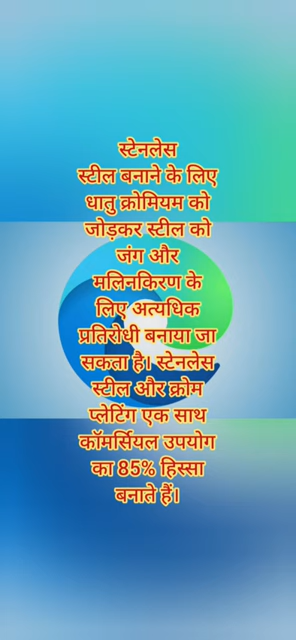 स्टेनलेस
स्टील बनाने के लिए
धातु क्रोमियम को
जोड़कर स्टील को
जंग और
मलिनकिरण के
लिए अत्यधिक
प्रतिरोधी बनाया जा
सकता है। स्टेनलेस
स्टील और क्रोम
प्लेटिंग एक साथ
कॉमर्सियल उपयोग
का 85% हिस्सा
बनाते हैं।